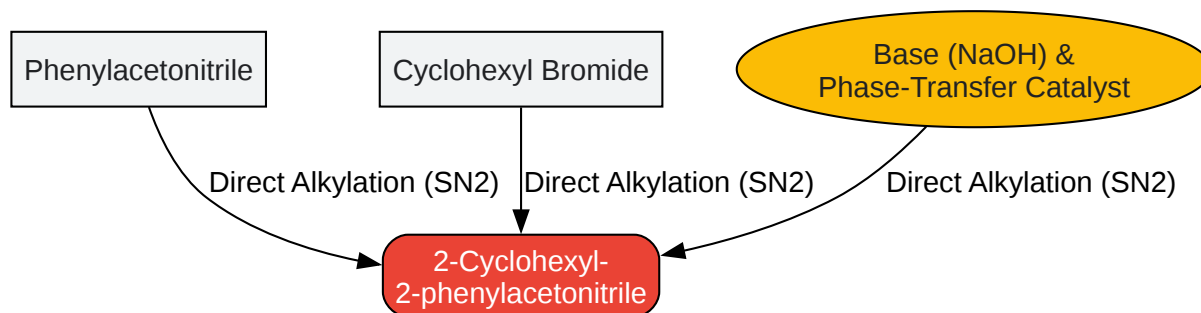 Phenylacetonitrile
Cyclohexyl Bromide
Base (NaOH) &
Phase-Transfer Catalyst
Direct Alkylation (SN2)
Direct Alkylation (SN2)
Direct Alkylation (SN2)
2-Cyclohexyl-
2-phenylacetonitrile